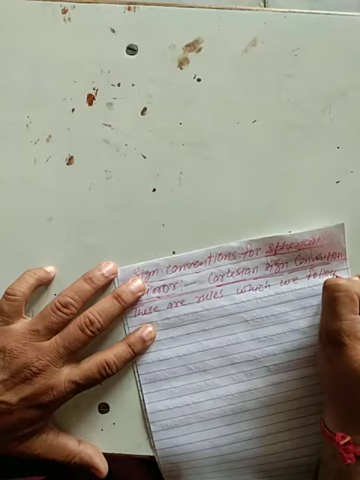 Sign conventions for Spherical
Mirror: Cartesian sign Convention
These are rules which we follow